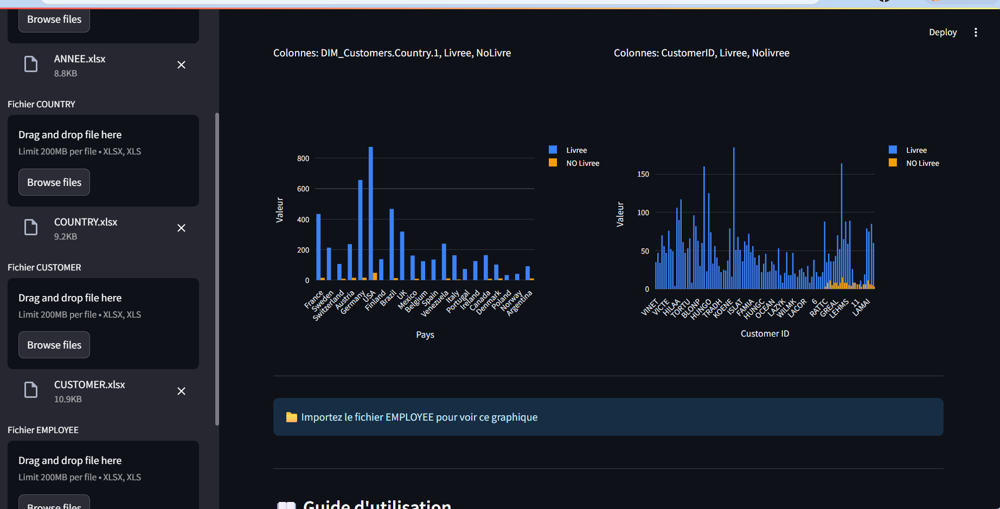 Browse files
ANNEE.xlsx
8.8KB
Fichier COUNTRY
Drag and drop file here
Limit 200MB per file • XLSX, XLS
Browse files
COUNTRY.xlsx
9.2KB
Fichier CUSTOMER
Drag and drop file here
Limit 200MB per file • XLSX, XLS
Browse files
CUSTOMER.xlsx
10.9KB
Fichier EMPLOYEE
Drag and drop file here
Limit 200MB per file • XLSX, XLS
Browse files
Deploy
Colonnes: DIM_Customers.Country.1, Livree, NoLivre
Livree
NO Livree
Valeur
800
600
400
200
0
France
Sweden
Switzerland
Austria
Germany
USA
Finland
Brazil
UK
Mexico
Belgium
Spain
Venezuela
Italy
Portugal
Ireland
Canada
Denmark
Poland
Norway
Argentina
Pays
Colonnes: CustomerID, Livree, Nolivree
Livree
NO Livree
Valeur
150
100
50
0
VINET
VICTE
HILAA
TORTU
BLONP
HUNGO
TRADH
KOENE
ISLAT
FAMIA
HUNGC
OCEAN
LAZYK
WILMK
LACOR
6
RATTC
GREAL
LEHMS
11
LAMAI
Customer ID
Importez le fichier EMPLOYEE pour voir ce graphique
Guide d'utilisation